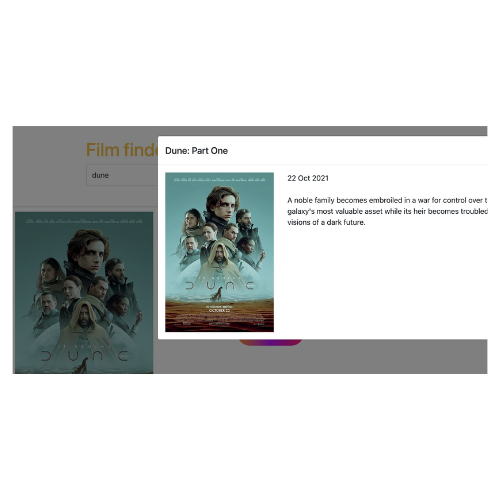 Film finde
dune
Dune: Part One
22 Oct 2021
A noble family becomes embroiled in a war for control over t
galaxy's most valuable asset while its heir becomes troubled
visions of a dark future.
DUNE
OCTOBER 22
DUNE